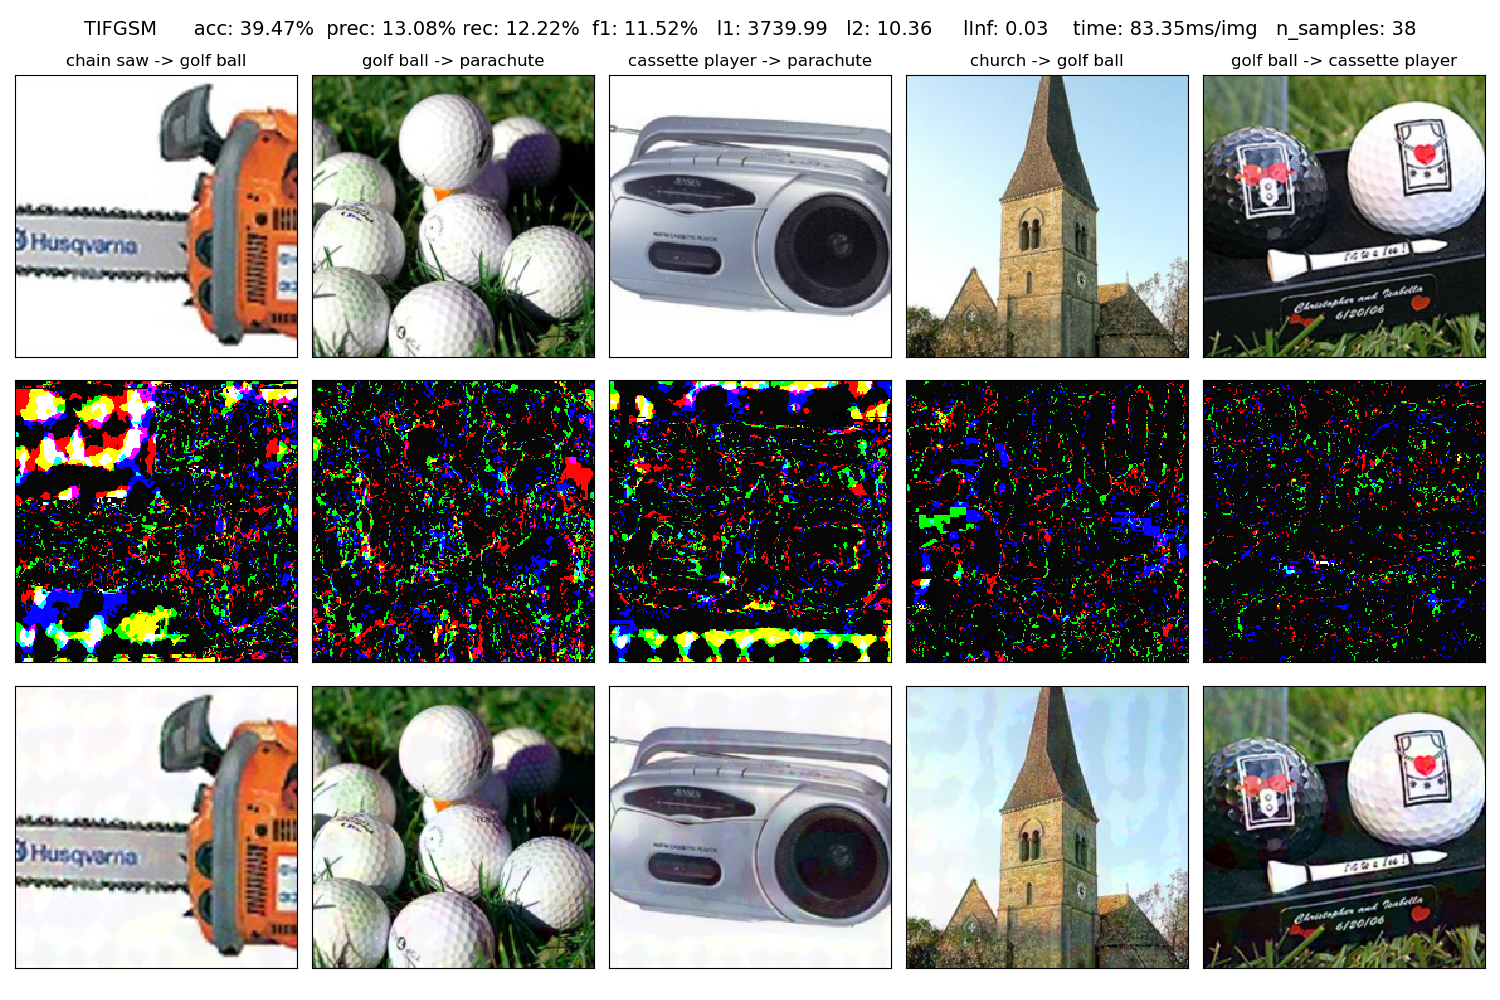 TIFGSM acc: 39.47% prec: 13.08% rec: 12.22% f1: 11.52% l1: 3739.99 l2: 10.36 lInf: 0.03 time: 83.35ms/img n_samples: 38
chain saw -> golf ball
golf ball -> parachute
cassette player -> parachute
church -> golf ball
golf ball -> cassette player
Husqvarna
JENSEN
Christopher and Isabella
6/20/06
Husqvarna
JENSEN
Christopher and Isabella
6/20/06